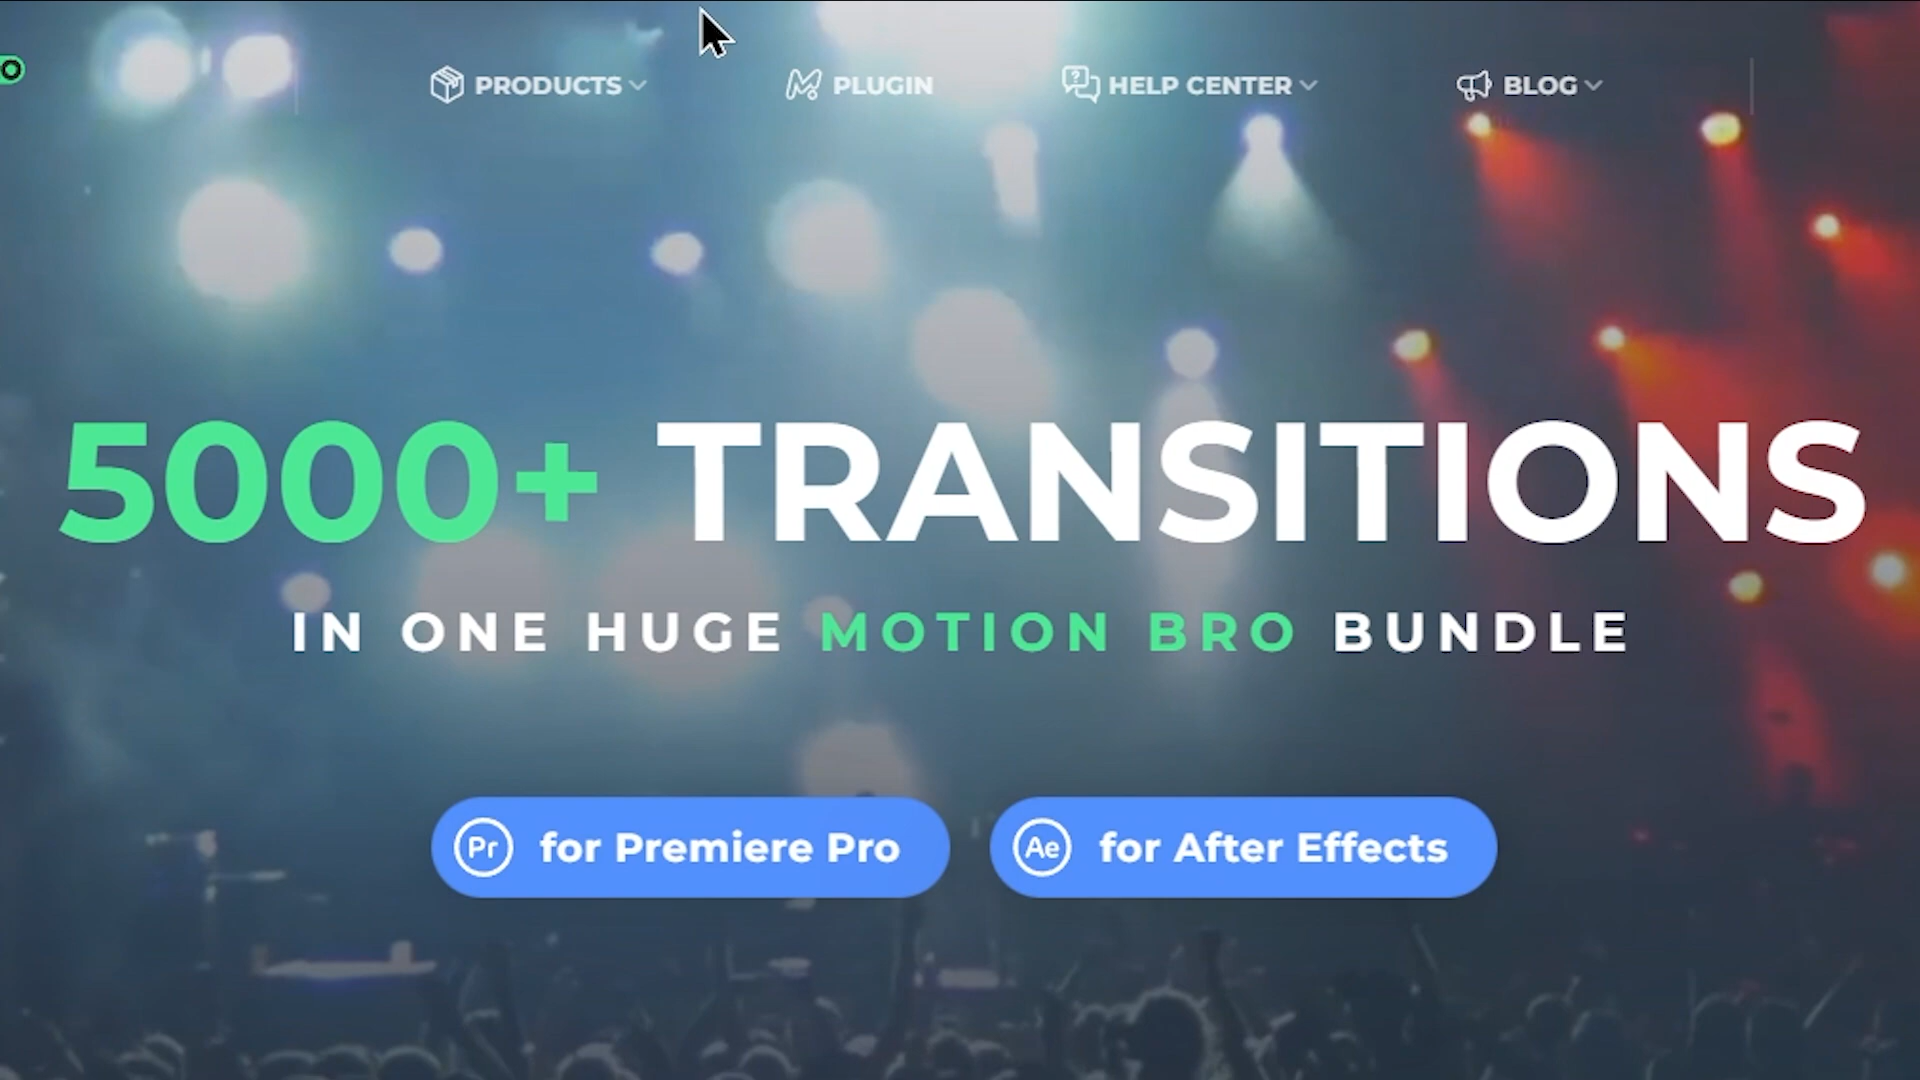 PRODUCTS
PLUGIN
HELP CENTER
BLOG
5000+ TRANSITIONS
IN ONE HUGE MOTION BRO BUNDLE
Pr for Premiere Pro
Ae for After Effects